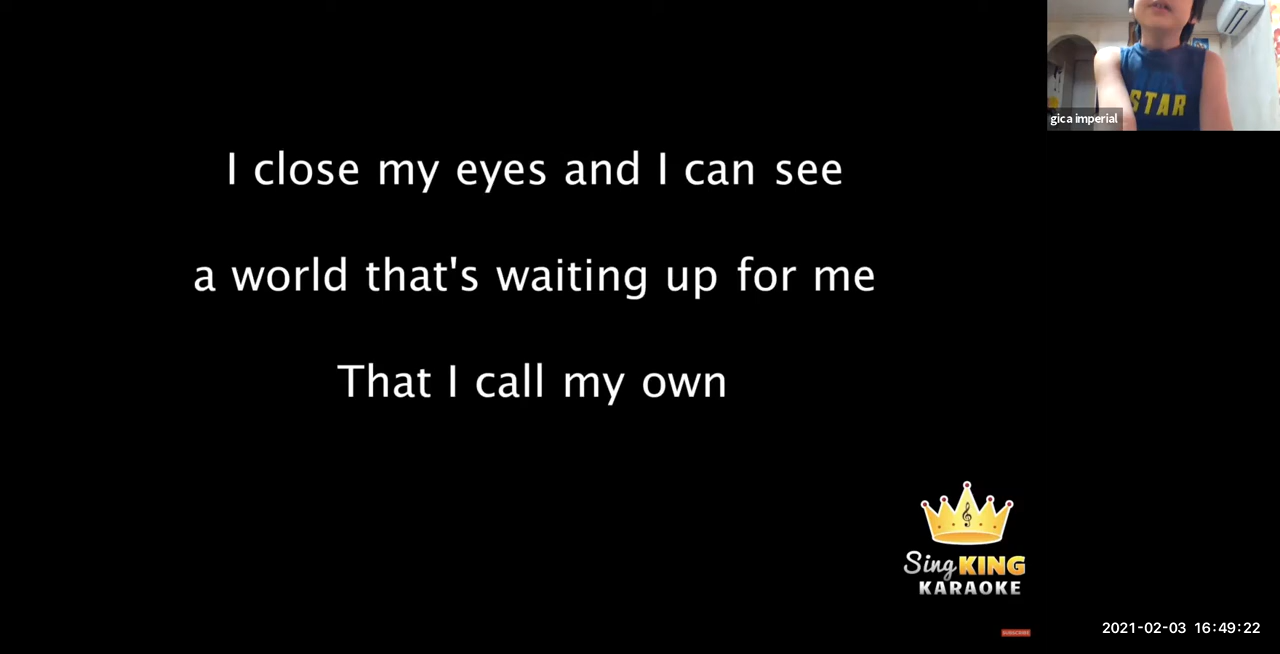 STAR
gica imperial
I close my eyes and I can see
a world that's waiting up for me
That I call my own
Sing KING
KARAOKE
SUBSCRIBE
2021-02-03 16:49:22